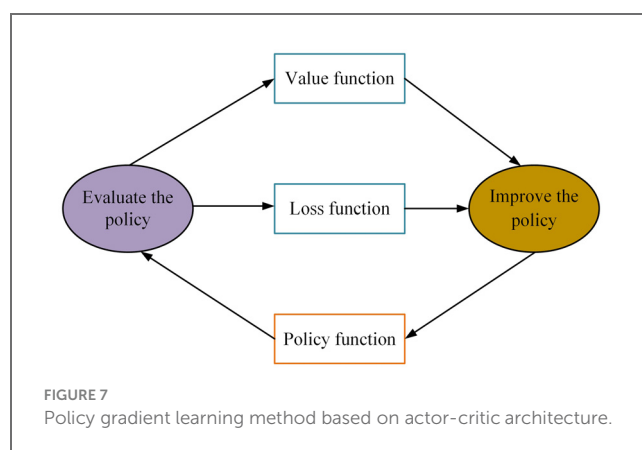 Value function
Evaluate the
policy
Loss function
Improve the
policy
Policy function
FIGURE 7
Policy gradient learning method based on actor-critic architecture.